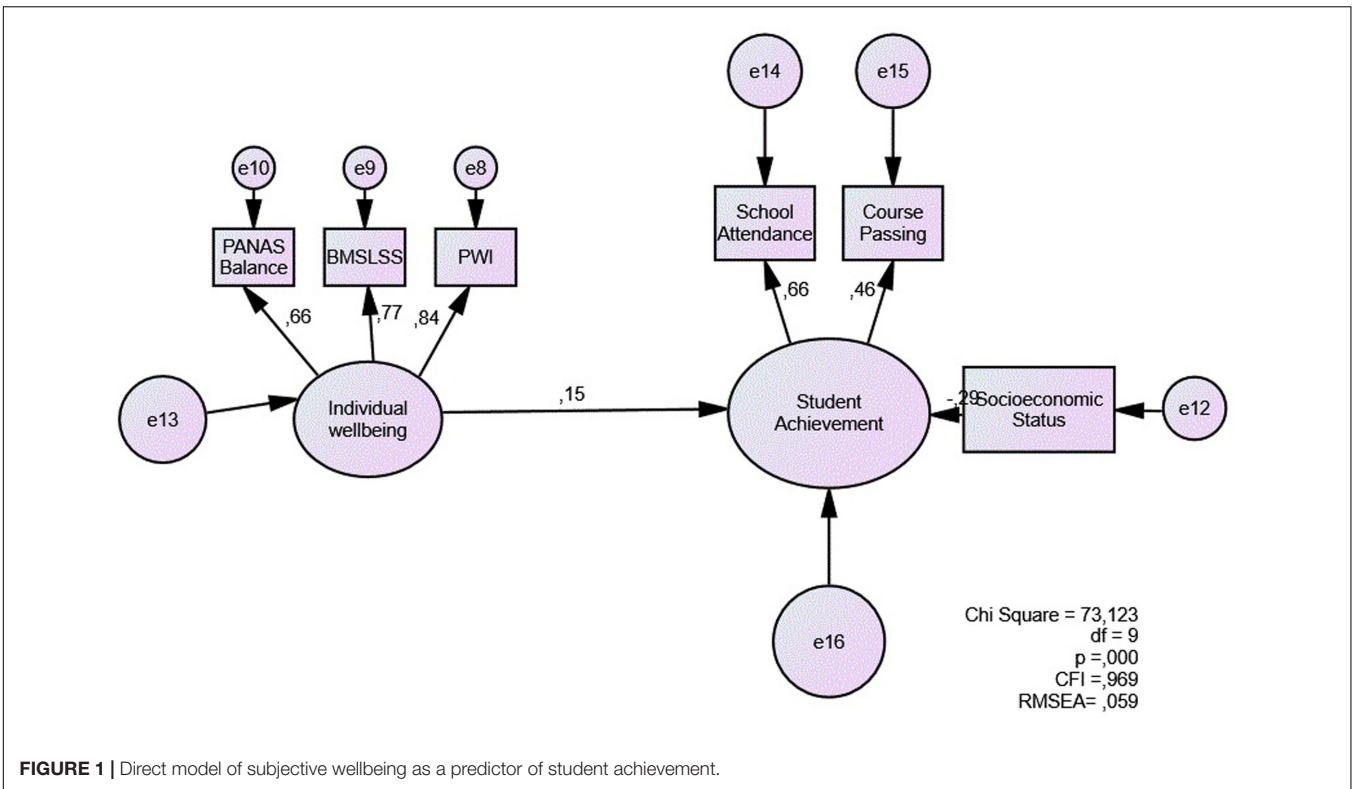 e14
e15
e10
e9
e8
School
Attendance
Course
Passing
PANAS
Balance
BMSLSS
PWI
,66
,77
,84
,66
,46
e13
Individual
wellbeing
,15
Student
Achievement
-,29
Socioeconomic
Status
e12
e16
Chi Square = 73,123
df = 9
p =,000
CFI =,969
RMSEA= ,059
FIGURE 1 | Direct model of subjective wellbeing as a predictor of student achievement.